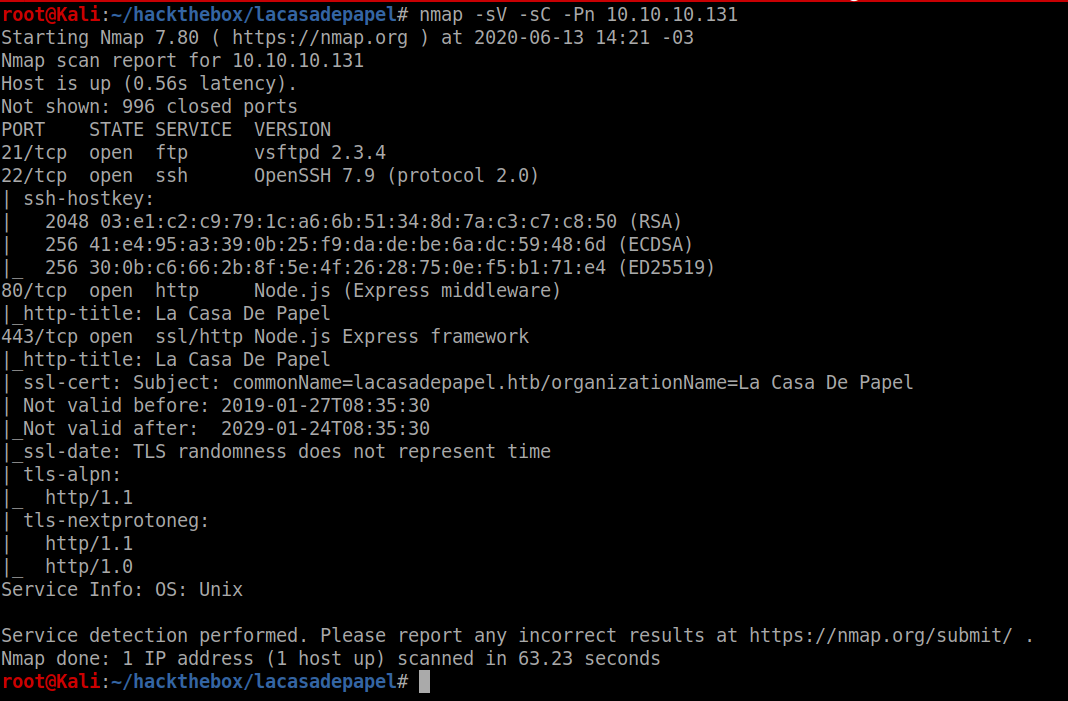 root@Kali:~/hackthebox/lacasadepapel# nmap -sV -sC -Pn 10.10.10.131
Starting Nmap 7.80 ( https://nmap.org ) at 2020-06-13 14:21 -03
Nmap scan report for 10.10.10.131
Host is up (0.56s latency).
Not shown: 996 closed ports
PORT    STATE SERVICE  VERSION
21/tcp  open  ftp      vsftpd 2.3.4
22/tcp  open  ssh      OpenSSH 7.9 (protocol 2.0)
| ssh-hostkey:
|   2048 03:e1:c2:c9:79:1c:a6:6b:51:34:8d:7a:c3:c7:c8:50 (RSA)
|   256 41:e4:95:a3:39:0b:25:f9:da:de:be:6a:dc:59:48:6d (ECDSA)
|_  256 30:0b:c6:66:2b:8f:5e:4f:26:28:75:0e:f5:b1:71:e4 (ED25519)
80/tcp  open  http     Node.js (Express middleware)
|_http-title: La Casa De Papel
443/tcp open  ssl/http Node.js Express framework
|_http-title: La Casa De Papel
| ssl-cert: Subject: commonName=lacasadepapel.htb/organizationName=La Casa De Papel
| Not valid before: 2019-01-27T08:35:30
|_Not valid after:  2029-01-24T08:35:30
|_ssl-date: TLS randomness does not represent time
| tls-alpn:
|_  http/1.1
| tls-nextprotoneg:
|   http/1.1
|_  http/1.0
Service Info: OS: Unix

Service detection performed. Please report any incorrect results at https://nmap.org/submit/ .
Nmap done: 1 IP address (1 host up) scanned in 63.23 seconds
root@Kali:~/hackthebox/lacasadepapel#